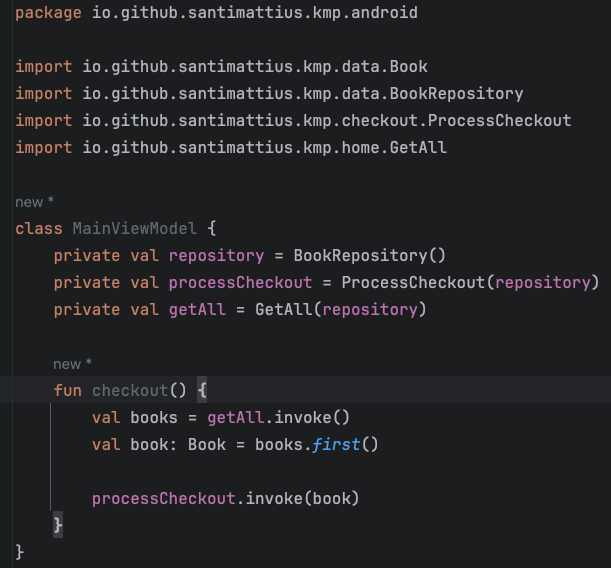 package io.github.santimattius.kmp.android
import io.github.santimattius.kmp.data.Book
import io.github.santimattius.kmp.data.BookRepository
import io.github.santimattius.kmp.checkout.ProcessCheckout
import io.github.santimattius.kmp.home.GetAll
new *
class MainViewModel {
    private val repository = BookRepository()
    private val processCheckout = ProcessCheckout(repository)
    private val getAll = GetAll(repository)
    new *
    fun checkout() {
        val books = getAll.invoke()
        val book: Book = books.first()
        processCheckout.invoke(book)
    }
}